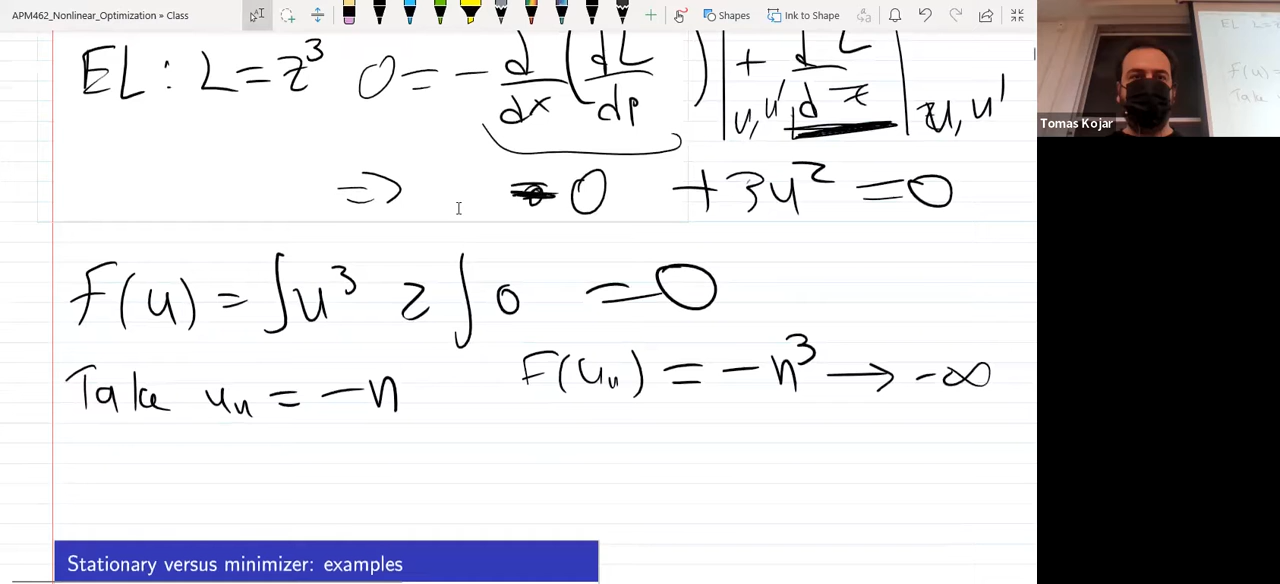 APM462_Nonlinear_Optimization » Class
Shapes
Ink to Shape
Tomas Kojar
EL : L = z³ 0 = - d/dx (dL/dp)|u,u' + dL/dz|u,u'
=> 0 + 3u² = 0
F(u) = ∫u³ ≥ ∫0 = 0
Take uₙ = -n F(uₙ) = -n³ → -∞
Stationary versus minimizer: examples